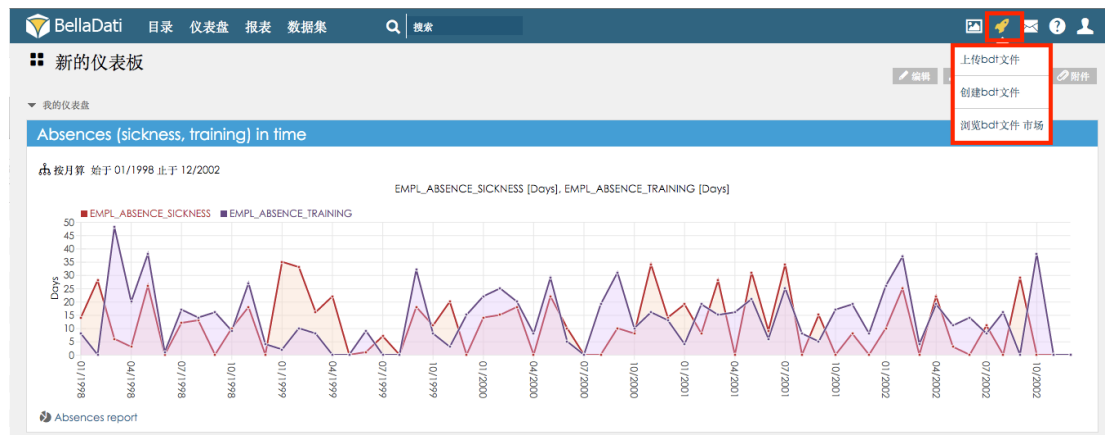 BellaDati 目录 仪表盘 报表 数据集 搜索
新的仪表板
上传bdt文件
创建bdt文件
浏览bdt文件 市场
编辑 附件
我的仪表盘
Absences (sickness, training) in time
按月算 始于 01/1998 止于 12/2002
EMPL_ABSENCE_SICKNESS [Days], EMPL_ABSENCE_TRAINING [Days]
EMPL_ABSENCE_SICKNESS EMPL_ABSENCE_TRAINING
Days
50
45
40
35
30
25
20
15
10
5
0
01/1998 04/1998 07/1998 10/1998 01/1999 04/1999 07/1999 10/1999 01/2000 04/2000 07/2000 10/2000 01/2001 04/2001 07/2001 10/2001 01/2002 04/2002 07/2002 10/2002
Absences report